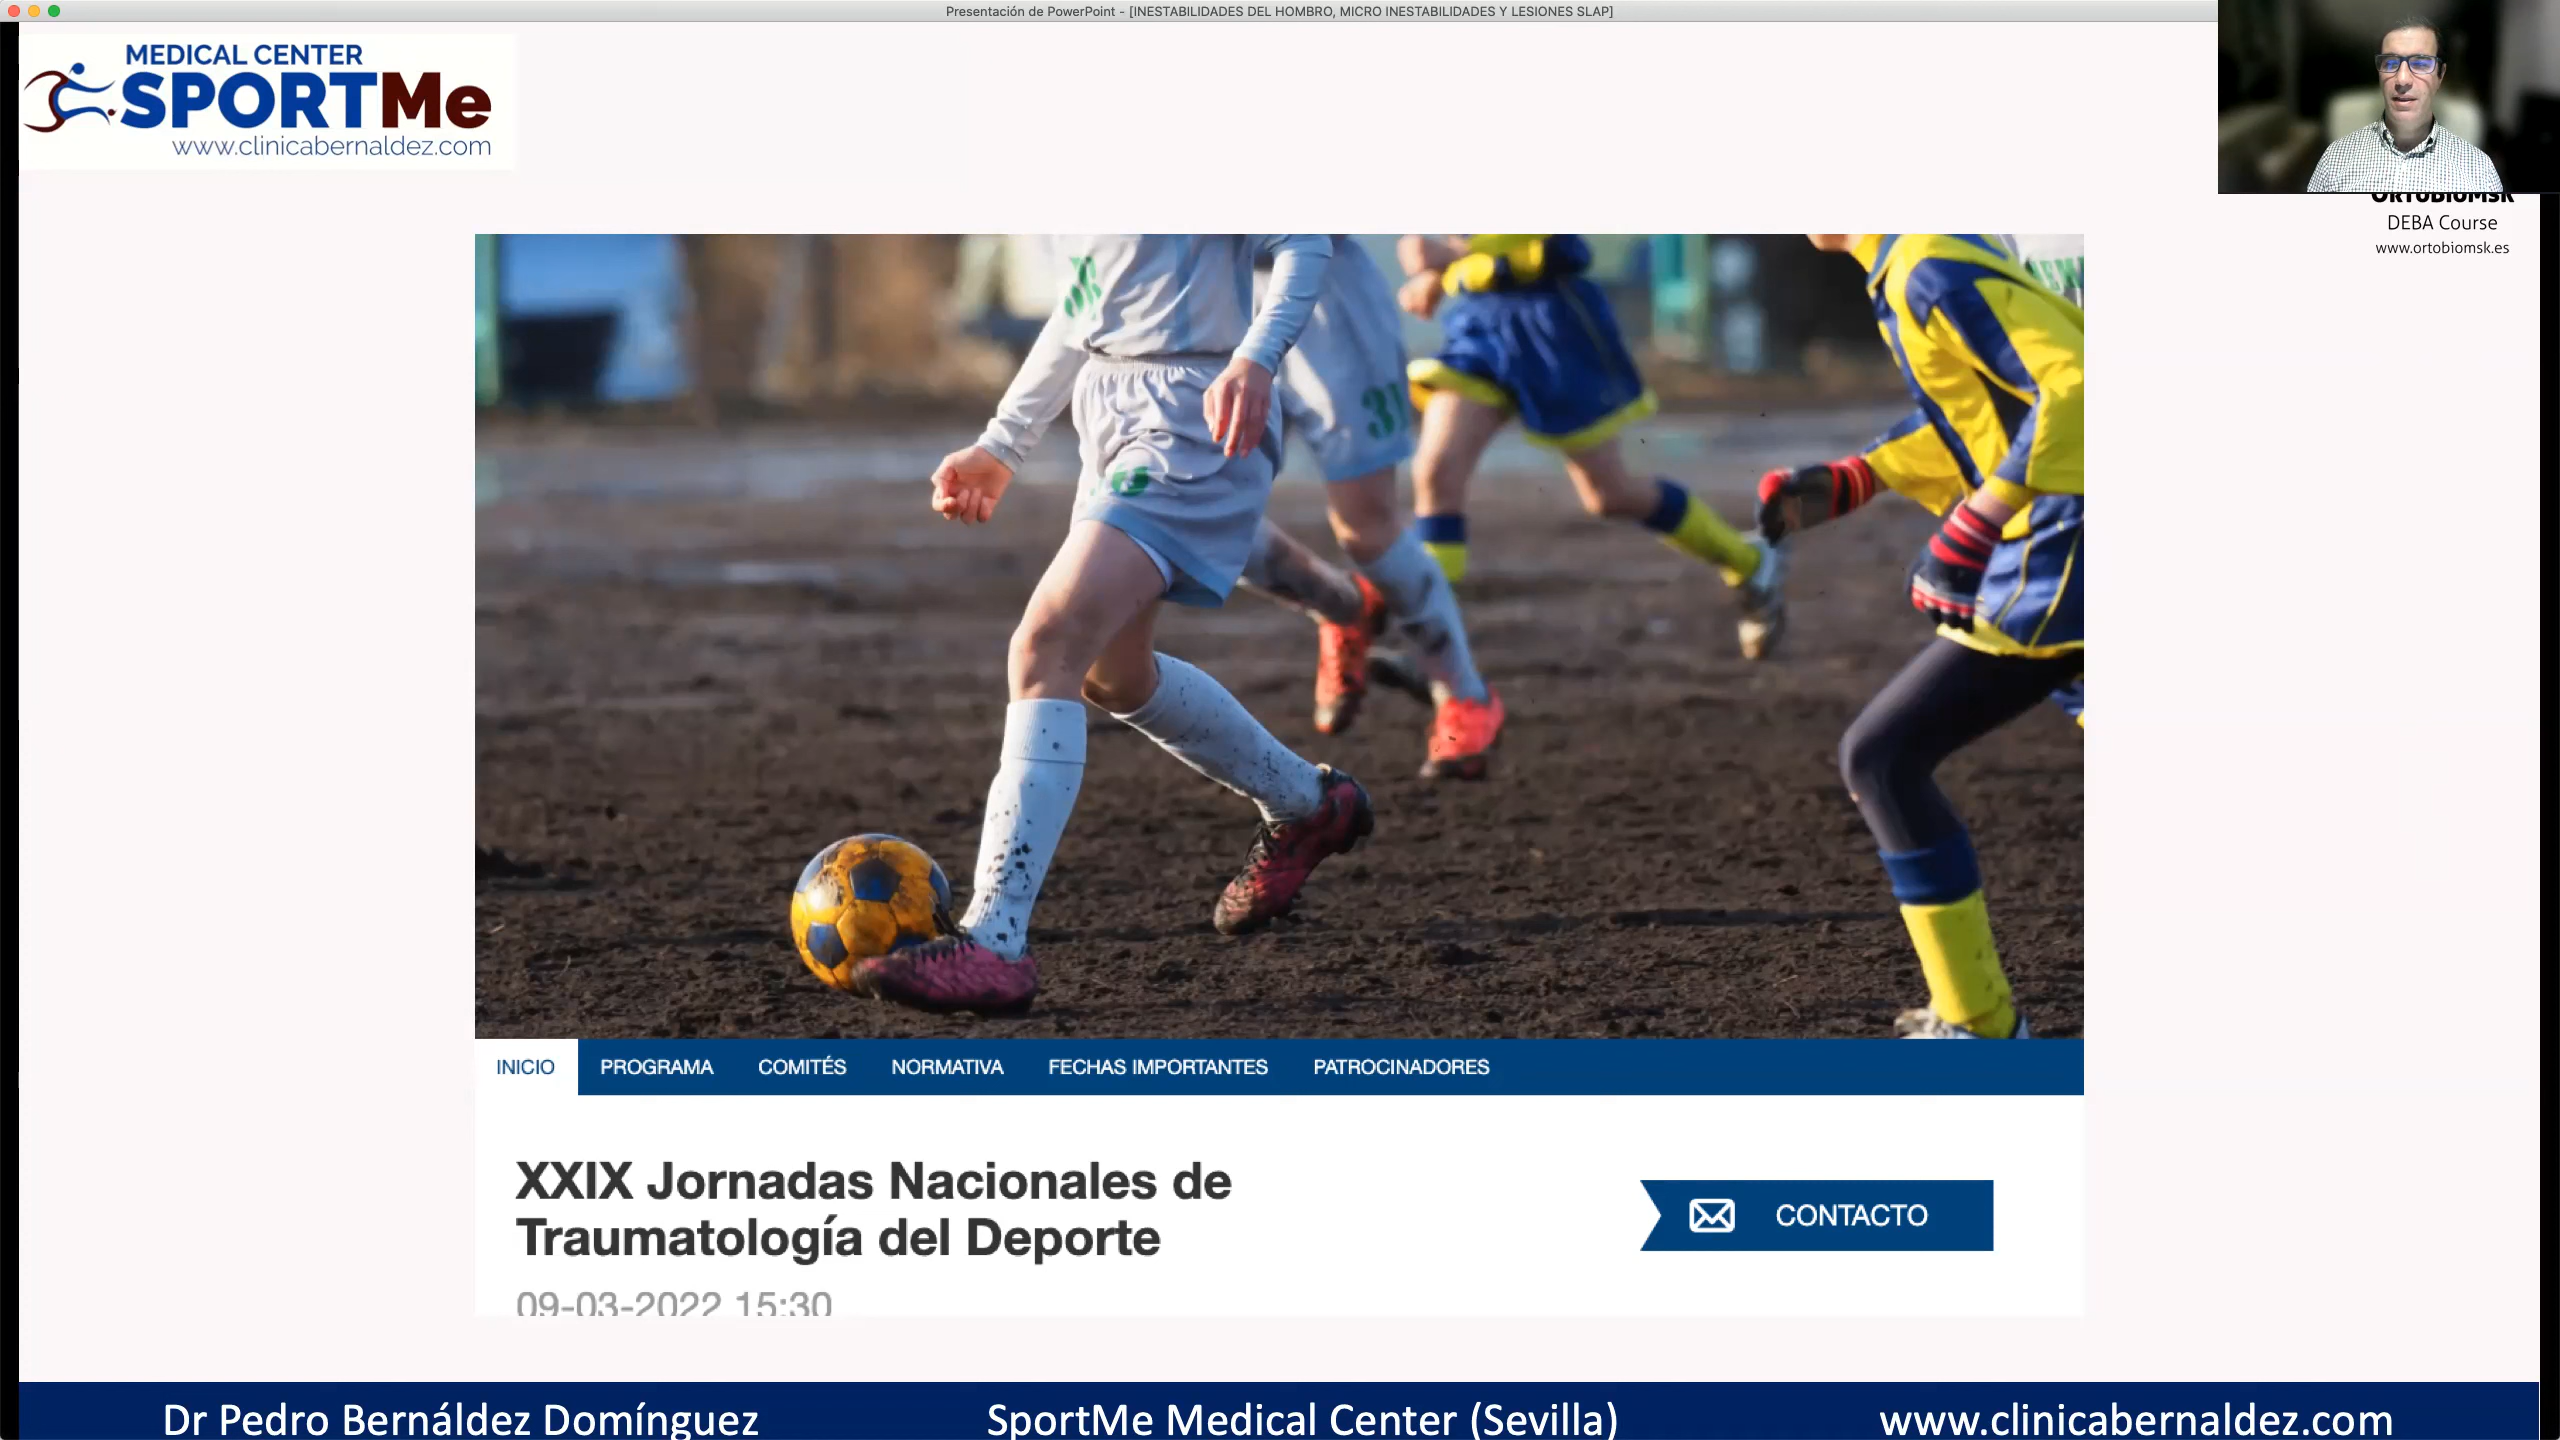 Presentación de PowerPoint - [INESTABILIDADES DEL HOMBRO, MICRO INESTABILIDADES Y LESIONES SLAP]
MEDICAL CENTER
SPORTMe
www.clinicabernaldez.com
ORTOBIOMSK
DEBA Course
www.ortobiomsk.es
INICIO PROGRAMA COMITÉS NORMATIVA FECHAS IMPORTANTES PATROCINADORES
XXIX Jornadas Nacionales de
Traumatología del Deporte
CONTACTO
09-03-2022 15:30
Dr Pedro Bernáldez Domínguez SportMe Medical Center (Sevilla) www.clinicabernaldez.com